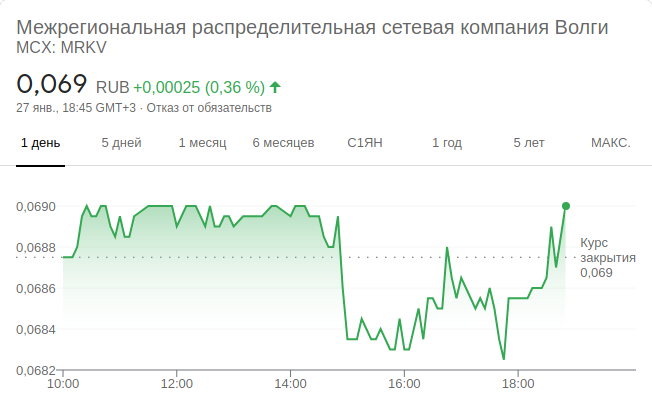 Межрегиональная распределительная сетевая компания Волги
MCX: MRKV
0,069 RUB +0,00025 (0,36 %)
27 янв., 18:45 GMT+3 · Отказ от обязательств
1 день 5 дней 1 месяц 6 месяцев С1ЯН 1 год 5 лет МАКС.
0,0690
0,0688
0,0686
0,0684
0,0682
Курс
закрытия
0,069
10:00 12:00 14:00 16:00 18:00